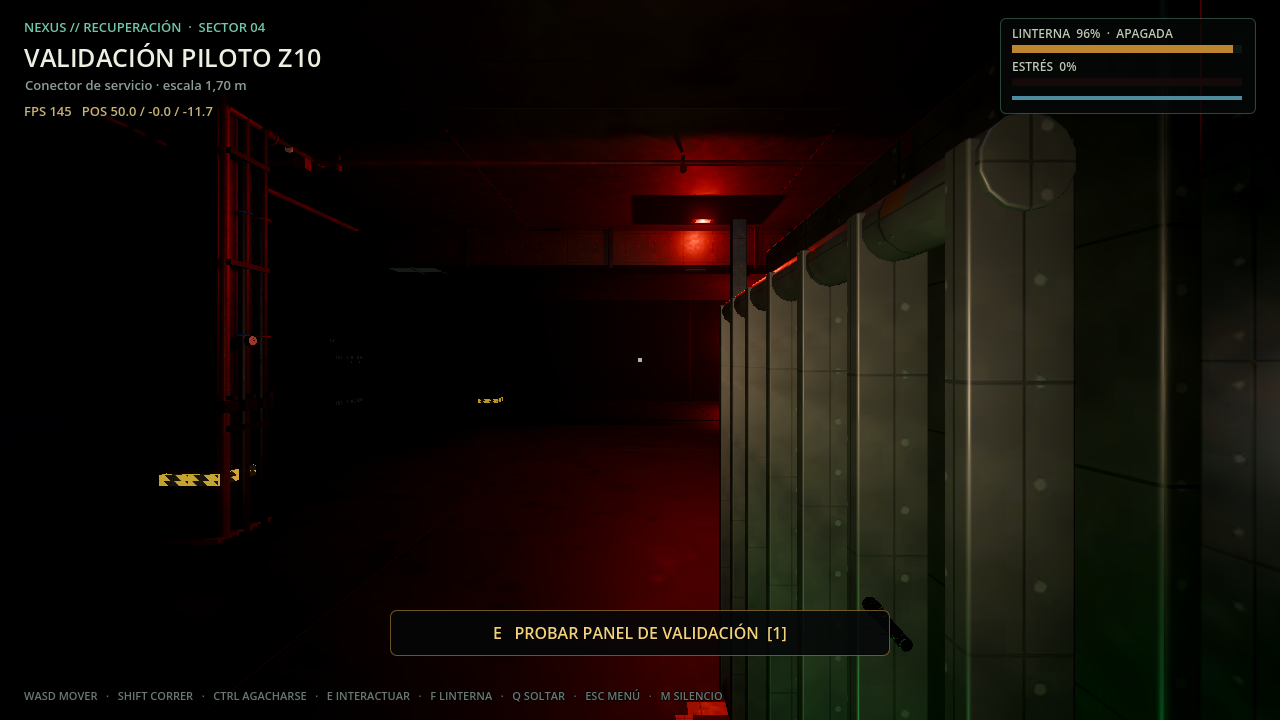 NEXUS // RECUPERACIÓN · SECTOR 04
VALIDACIÓN PILOTO Z10
Conector de servicio · escala 1,70 m
FPS 145 POS 50.0 / -0.0 / -11.7
LINTERNA 96% · APAGADA
ESTRÉS 0%
E PROBAR PANEL DE VALIDACIÓN [1]
WASD MOVER · SHIFT CORRER · CTRL AGACHARSE · E INTERACTUAR · F LINTERNA · Q SOLTAR · ESC MENÚ · M SILENCIO